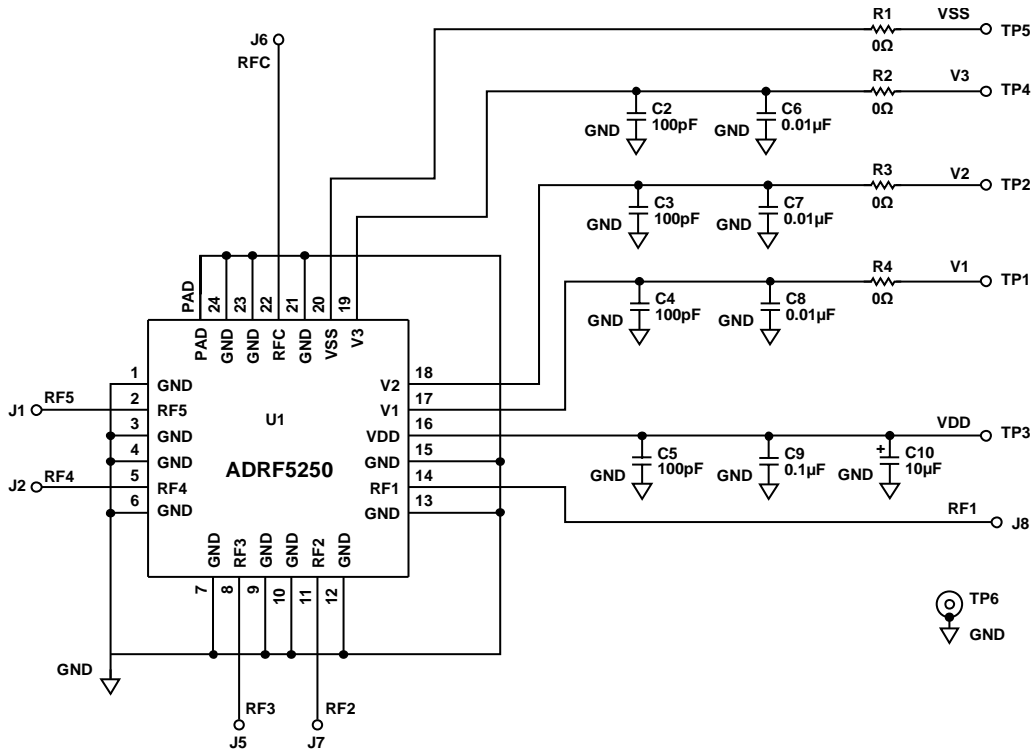 R1
VSS
TP5
0Ω
J6
RFC
R2
V3
TP4
0Ω
C2
100pF
GND
C6
0.01µF
GND
R3
V2
TP2
0Ω
C3
100pF
GND
C7
0.01µF
GND
R4
V1
TP1
0Ω
C4
100pF
GND
C8
0.01µF
GND
PAD
24
23
22
21
20
19
PAD
GND
GND
RFC
GND
VSS
V3
1
GND
J1
RF5
2
RF5
3
GND
4
GND
J2
RF4
5
RF4
6
GND
U1
ADRF5250
18
V2
17
V1
16
VDD
15
GND
14
RF1
13
GND
VDD
TP3
C5
100pF
GND
C9
0.1µF
GND
+
C10
10µF
GND
RF1
J8
GND
RF3
GND
GND
RF2
GND
7
8
9
10
11
12
GND
RF3
RF2
J5
J7
TP6
GND